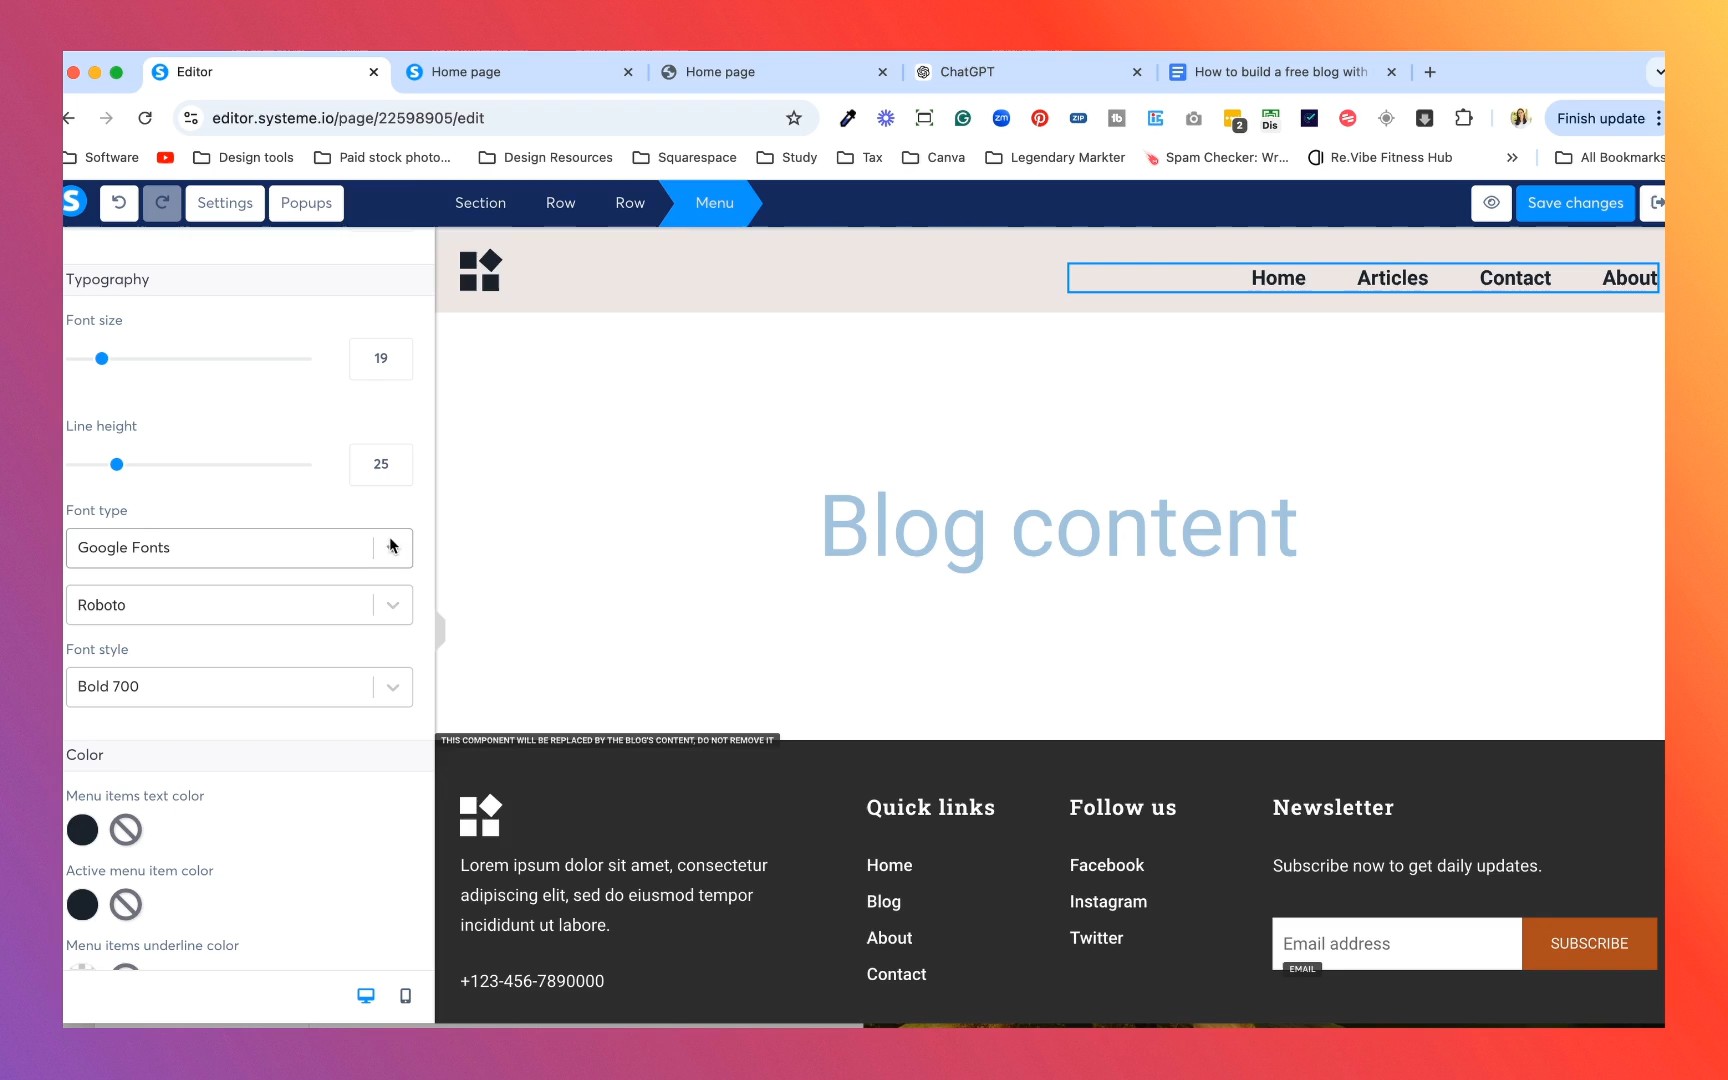 Editor
Home page
Home page
ChatGPT
How to build a free blog with
editor.systeme.io/page/22598905/edit
zm
ZIP
1b
2
Dis
Finish update
Software
Design tools
Paid stock photo...
Design Resources
Squarespace
Study
Tax
Canva
Legendary Markter
Spam Checker: Wr...
Re.Vibe Fitness Hub
All Bookmarks
S
Settings
Popups
Section
Row
Row
Menu
Save changes
Typography
Font size
19
Line height
25
Font type
Google Fonts
Roboto
Font style
Bold 700
Color
Menu items text color
Active menu item color
Menu items underline color
Home
Articles
Contact
About
Blog content
THIS COMPONENT WILL BE REPLACED BY THE BLOG'S CONTENT, DO NOT REMOVE IT
Lorem ipsum dolor sit amet, consectetur
adipiscing elit, sed do eiusmod tempor
incididunt ut labore.
+123-456-7890000
Quick links
Home
Blog
About
Contact
Follow us
Facebook
Instagram
Twitter
Newsletter
Subscribe now to get daily updates.
Email address
SUBSCRIBE
EMAIL